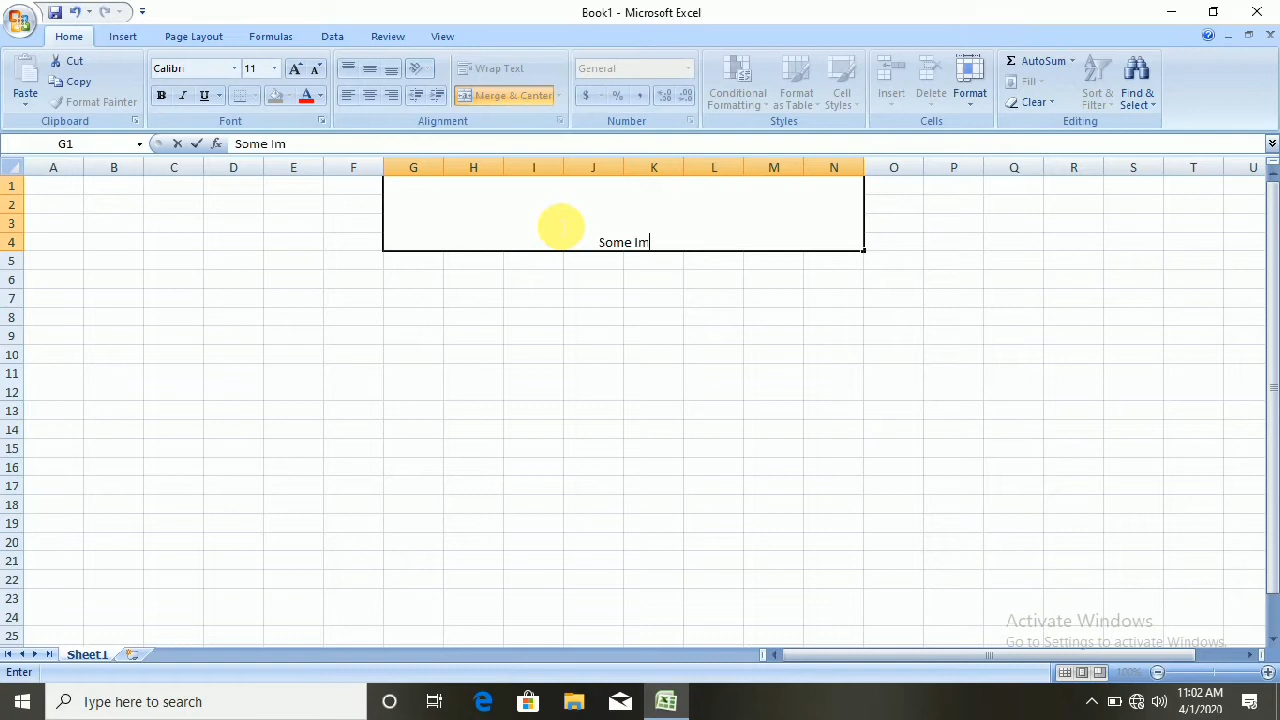 Book1 - Microsoft Excel
Home Insert Page Layout Formulas Data Review View
Cut
Copy
Format Painter
Paste
Clipboard
Calibri 11
B I U
Font
Wrap Text
Merge & Center
Alignment
General
$ % ,
Number
Conditional Formatting
Format as Table
Cell Styles
Styles
Insert Delete Format
Cells
Σ AutoSum
Fill
Clear
Sort & Filter
Find & Select
Editing
G1 fx Some Im
A B C D E F G H I J K L M N O P Q R S T U
1
2
3
4 Some Im
5
6
7
8
9
10
11
12
13
14
15
16
17
18
19
20
21
22
23
24
25
Activate Windows
Go to Settings to activate Windows.
Sheet1
Enter 100%
Type here to search
11:02 AM
4/1/2020